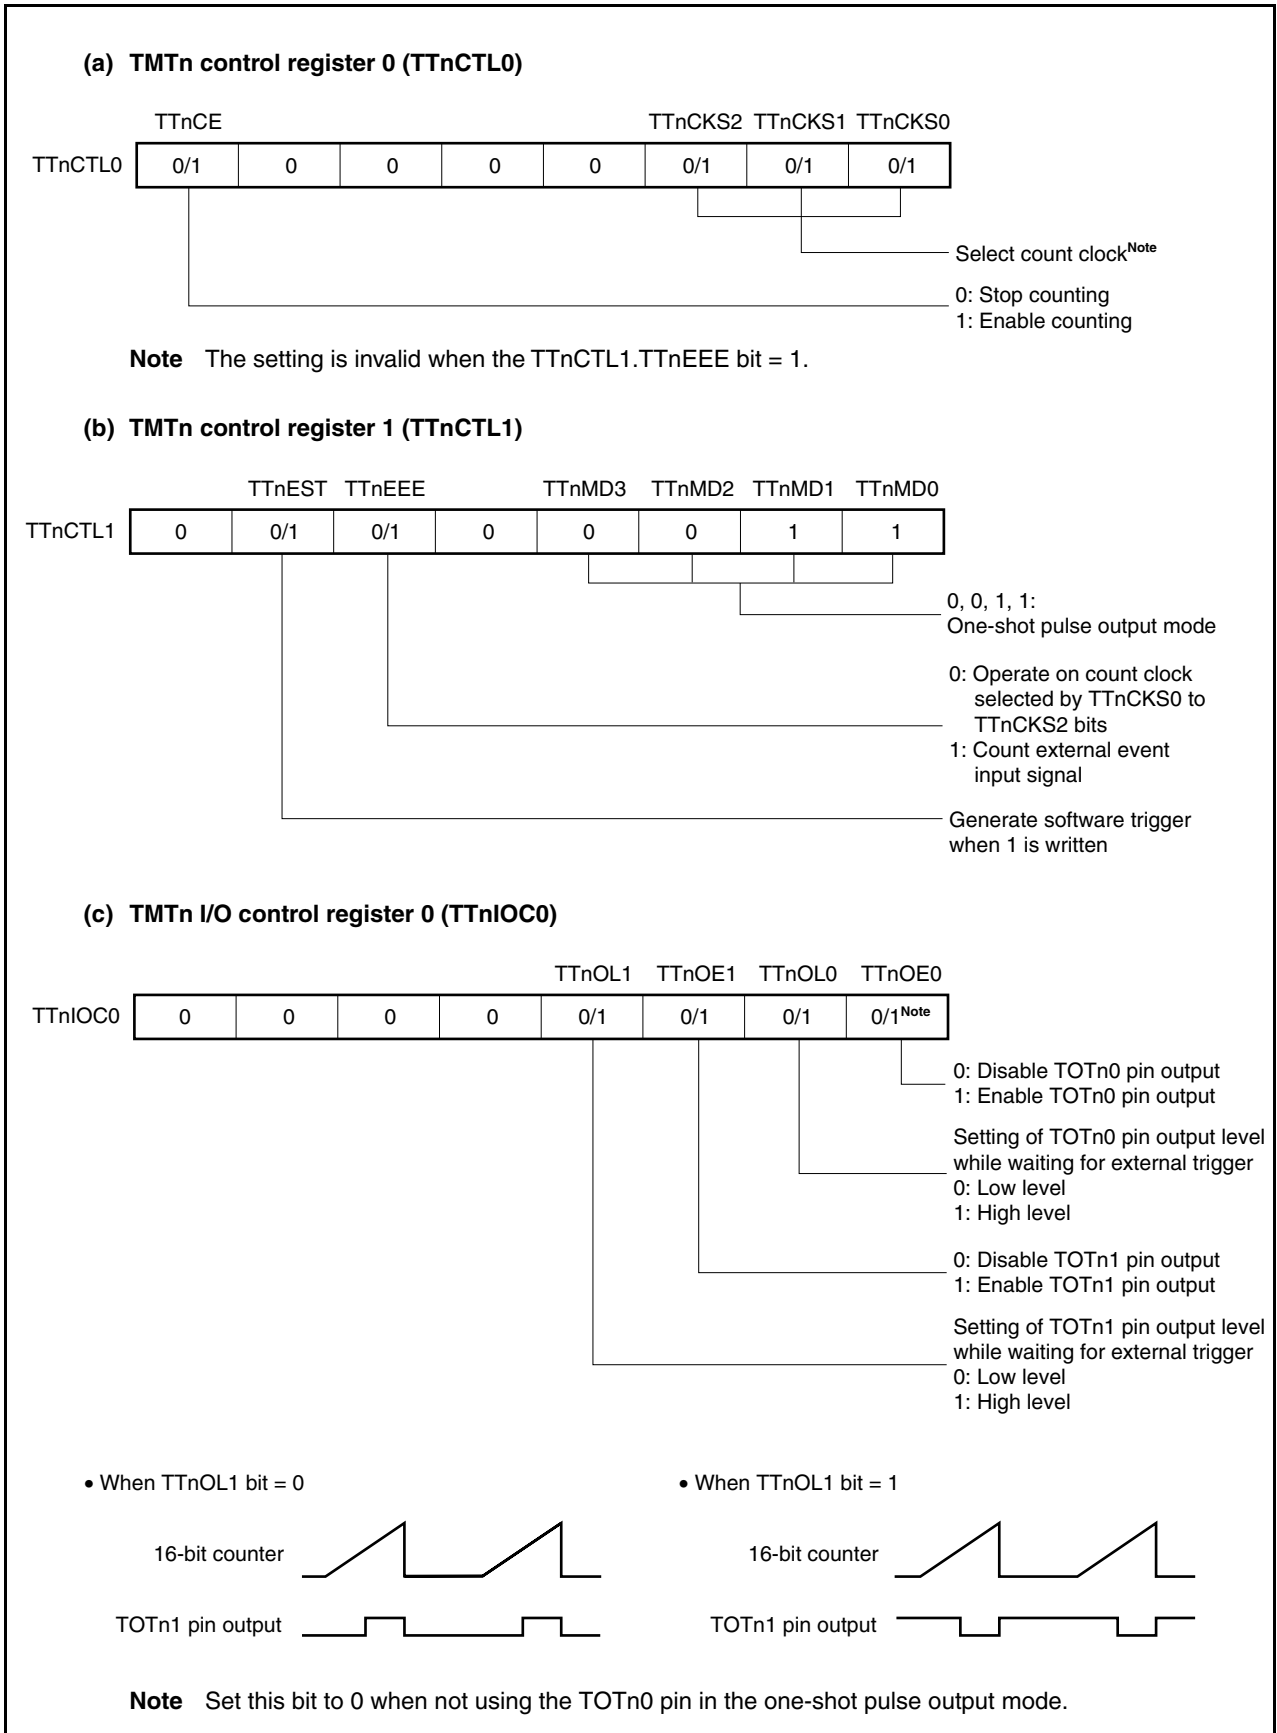 (a) TMTn control register 0 (TTnCTL0)
TTnCE TTnCKS2 TTnCKS1 TTnCKS0
TTnCTL0 0/1 0 0 0 0 0/1 0/1 0/1
Select count clockNote
0: Stop counting
1: Enable counting
Note The setting is invalid when the TTnCTL1.TTnEEE bit = 1.
(b) TMTn control register 1 (TTnCTL1)
TTnEST TTnEEE TTnMD3 TTnMD2 TTnMD1 TTnMD0
TTnCTL1 0 0/1 0/1 0 0 0 1 1
0, 0, 1, 1:
One-shot pulse output mode
0: Operate on count clock
selected by TTnCKS0 to
TTnCKS2 bits
1: Count external event
input signal
Generate software trigger
when 1 is written
(c) TMTn I/O control register 0 (TTnIOC0)
TTnOL1 TTnOE1 TTnOL0 TTnOE0
TTnIOC0 0 0 0 0 0/1 0/1 0/1 0/1Note
0: Disable TOTn0 pin output
1: Enable TOTn0 pin output
Setting of TOTn0 pin output level
while waiting for external trigger
0: Low level
1: High level
0: Disable TOTn1 pin output
1: Enable TOTn1 pin output
Setting of TOTn1 pin output level
while waiting for external trigger
0: Low level
1: High level
• When TTnOL1 bit = 0 • When TTnOL1 bit = 1
16-bit counter 16-bit counter
TOTn1 pin output TOTn1 pin output
Note Set this bit to 0 when not using the TOTn0 pin in the one-shot pulse output mode.